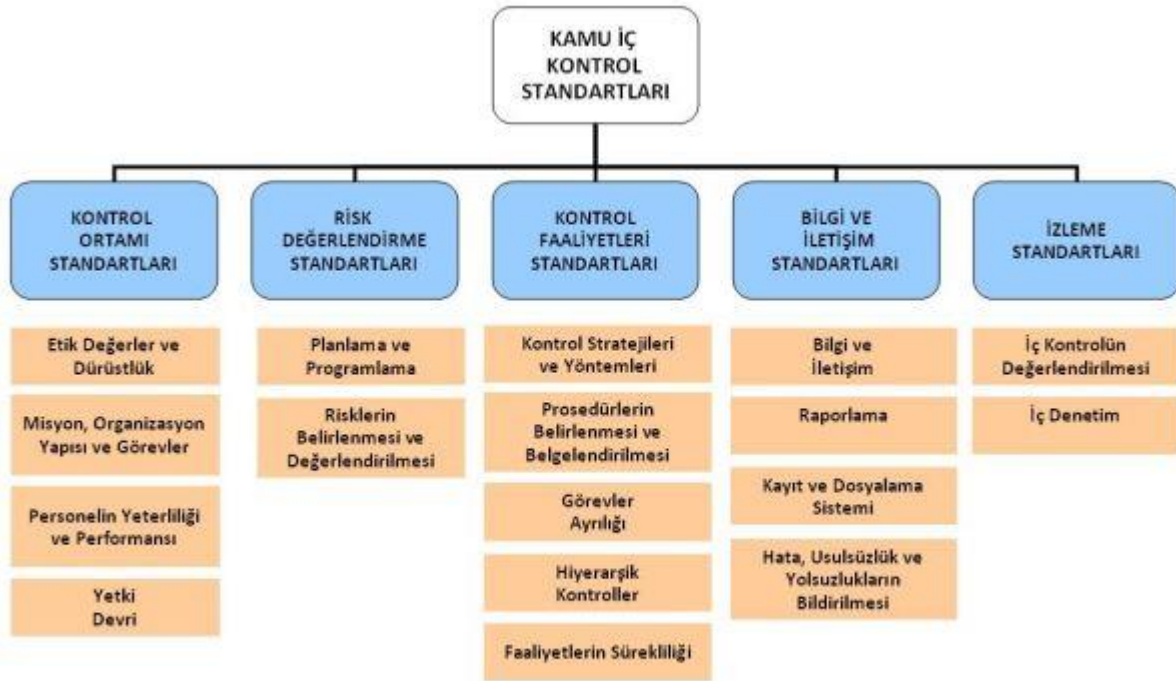 KAMU İÇ
KONTROL
STANDARTLARI
KONTROL
ORTAMI
STANDARTLARI
RİSK
DEĞERLENDİRME
STANDARTLARI
KONTROL
FAALİYETLERİ
STANDARTLARI
BİLGİ VE
İLETİŞİM
STANDARTLARI
İZLEME
STANDARTLARI
Etik Değerler ve
Dürüstlük
Misyon, Organizasyon
Yapısı ve Görevler
Personelin Yeterliliği
ve Performansı
Yetki
Devri
Planlama ve
Programlama
Risklerin
Belirlenmesi ve
Değerlendirilmesi
Kontrol Stratejileri
ve Yöntemleri
Prosedürlerin
Belirlenmesi ve
Belgelendirilmesi
Görevler
Ayrılığı
Hiyerarşik
Kontroller
Faaliyetlerin Sürekliliği
Bilgi ve
İletişim
Raporlama
Kayıt ve Dosyalama
Sistemi
Hata, Usulsüzlük ve
Yolsuzlukların
Bildirilmesi
İç Kontrolün
Değerlendirilmesi
İç Denetim